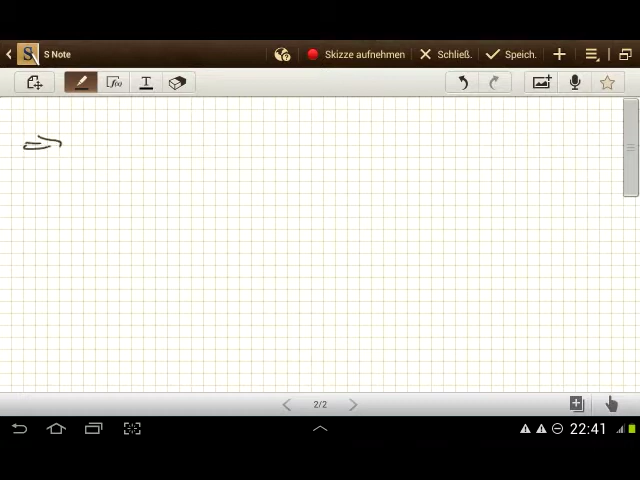 S Note
Skizze aufnehmen
Schließ.
Speich.
f(x)
T
2/2
22:41